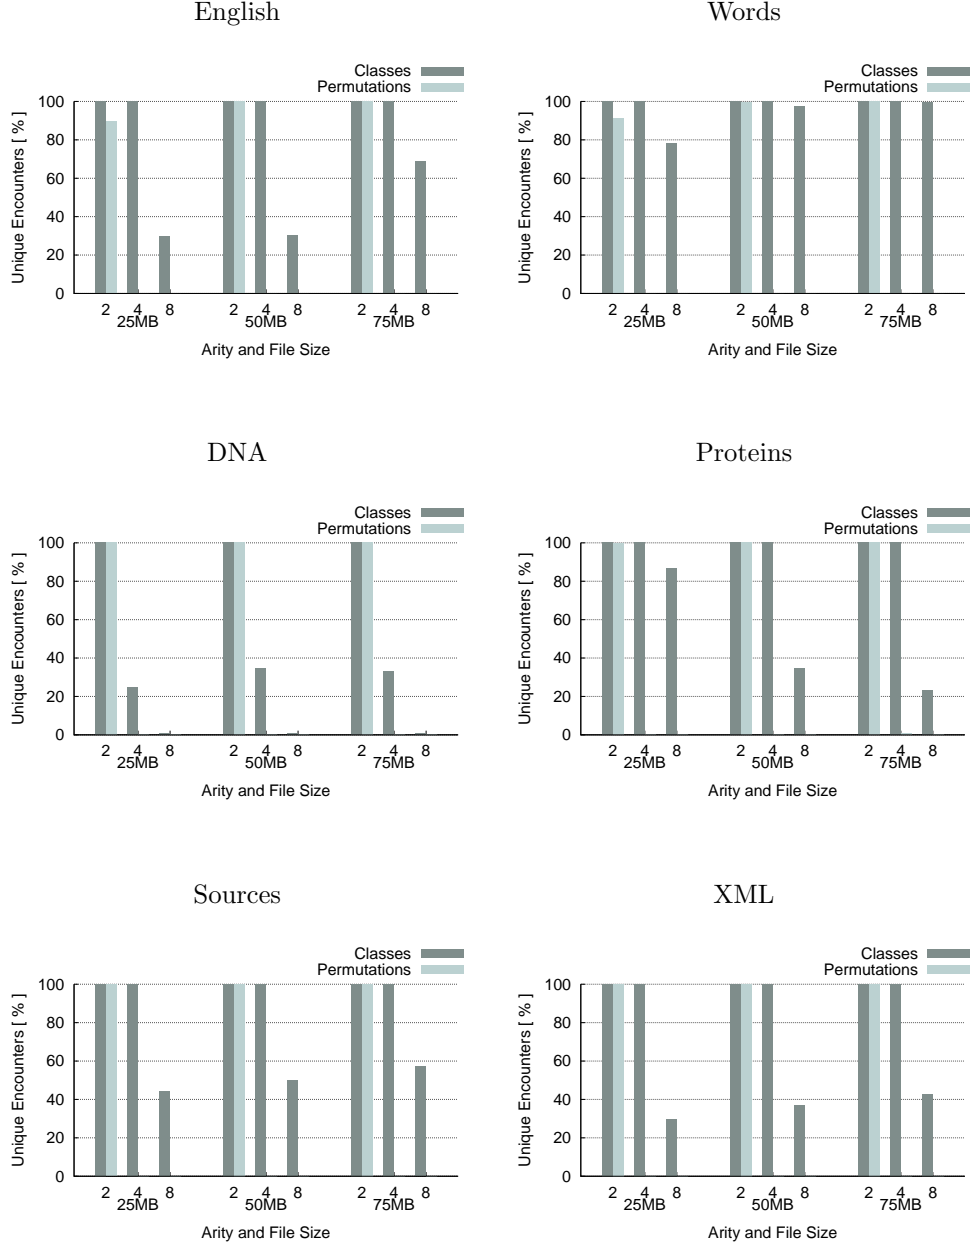 English
Classes
Permutations
Unique Encounters [ % ]
100
80
60
40
20
0
2 4 8 2 4 8 2 4 8
25MB 50MB 75MB
Arity and File Size
Words
Classes
Permutations
Unique Encounters [ % ]
100
80
60
40
20
0
2 4 8 2 4 8 2 4 8
25MB 50MB 75MB
Arity and File Size
DNA
Classes
Permutations
Unique Encounters [ % ]
100
80
60
40
20
0
2 4 8 2 4 8 2 4 8
25MB 50MB 75MB
Arity and File Size
Proteins
Classes
Permutations
Unique Encounters [ % ]
100
80
60
40
20
0
2 4 8 2 4 8 2 4 8
25MB 50MB 75MB
Arity and File Size
Sources
Classes
Permutations
Unique Encounters [ % ]
100
80
60
40
20
0
2 4 8 2 4 8 2 4 8
25MB 50MB 75MB
Arity and File Size
XML
Classes
Permutations
Unique Encounters [ % ]
100
80
60
40
20
0
2 4 8 2 4 8 2 4 8
25MB 50MB 75MB
Arity and File Size